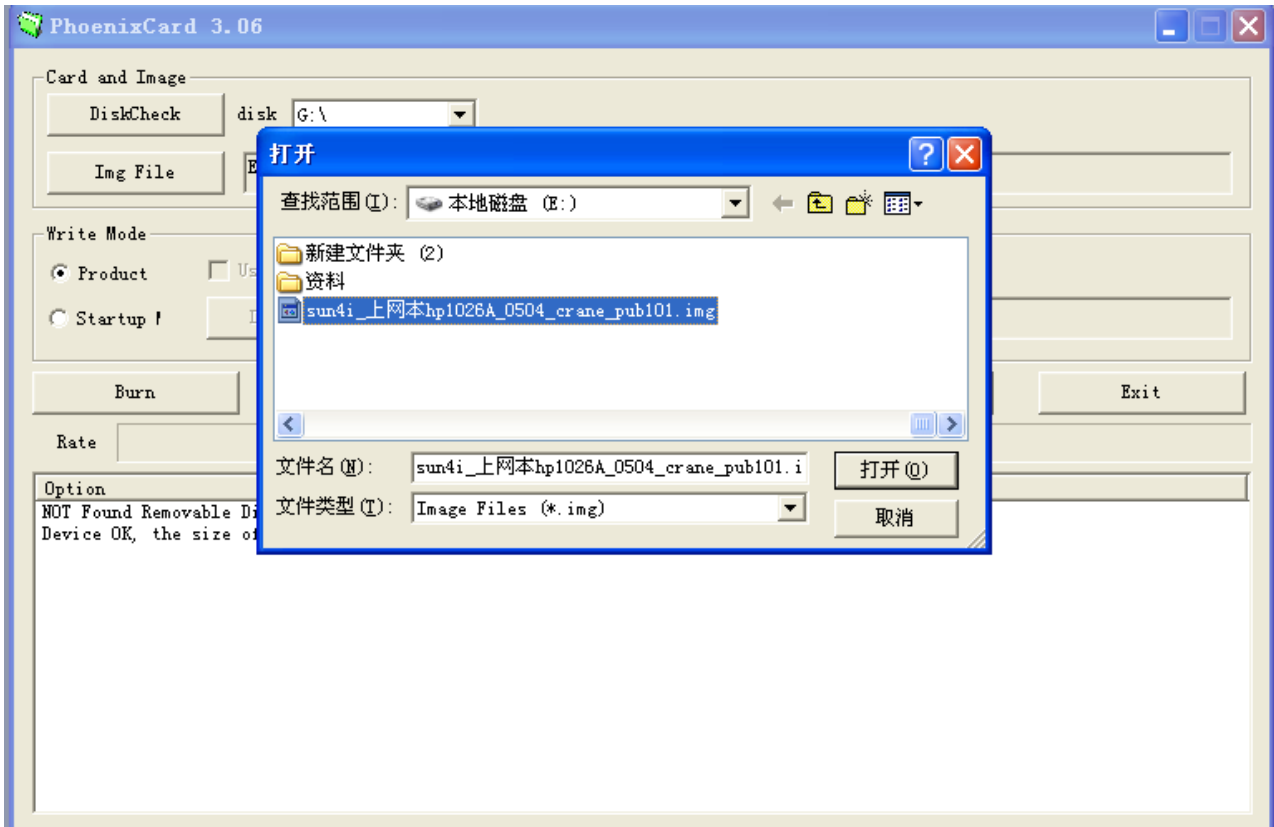 PhoenixCard 3.06
Card and Image
DiskCheck
disk
G:\
Img File
E
Write Mode
Product
Us
Startup
Burn
Exit
Rate
Option
NOT Found Removable Di
Device OK, the size of
打开
查找范围(I):
本地磁盘 (E:)
新建文件夹 (2)
资料
sun4i_上网本hp1026A_0504_crane_pub101.img
文件名(N):
sun4i_上网本hp1026A_0504_crane_pub101.i
打开(O)
文件类型(T):
Image Files (*.img)
取消